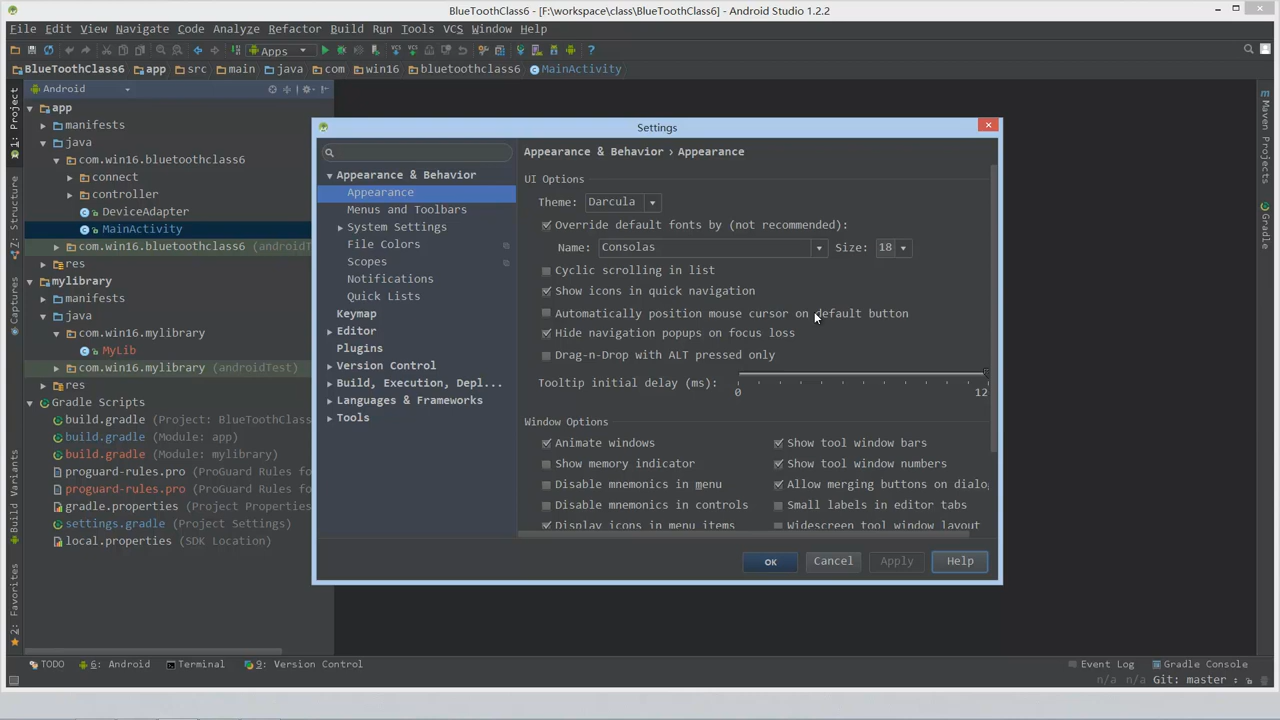 BlueToothClass6 - [F:\workspace\class\BlueToothClass6] - Android Studio 1.2.2
File Edit View Navigate Code Analyze Refactor Build Run Tools VCS Window Help
Apps
BlueToothClass6 app src main java com win16 bluetoothclass6 MainActivity
1: Project
Z: Structure
Captures
Build Variants
2: Favorites
Android
app
manifests
java
com.win16.bluetoothclass6
connect
controller
DeviceAdapter
MainActivity
com.win16.bluetoothclass6 (androidT
res
mylibrary
manifests
java
com.win16.mylibrary
MyLib
com.win16.mylibrary (androidTest)
res
Gradle Scripts
build.gradle (Project: BlueToothClass
build.gradle (Module: app)
build.gradle (Module: mylibrary)
proguard-rules.pro (ProGuard Rules fo
proguard-rules.pro (ProGuard Rules fo
gradle.properties (Project Properties
settings.gradle (Project Settings)
local.properties (SDK Location)
Settings
Appearance & Behavior
Appearance
Menus and Toolbars
System Settings
File Colors
Scopes
Notifications
Quick Lists
Keymap
Editor
Plugins
Version Control
Build, Execution, Depl...
Languages & Frameworks
Tools
Appearance & Behavior › Appearance
UI Options
Theme: Darcula
Override default fonts by (not recommended):
Name: Consolas Size: 18
Cyclic scrolling in list
Show icons in quick navigation
Automatically position mouse cursor on default button
Hide navigation popups on focus loss
Drag-n-Drop with ALT pressed only
Tooltip initial delay (ms):
0 12
Window Options
Animate windows Show tool window bars
Show memory indicator Show tool window numbers
Disable mnemonics in menu Allow merging buttons on dialo
Disable mnemonics in controls Small labels in editor tabs
Display icons in menu items Widescreen tool window layout
OK Cancel Apply Help
Maven Projects
Gradle
TODO 6: Android Terminal 9: Version Control Event Log Gradle Console
n/a n/a Git: master